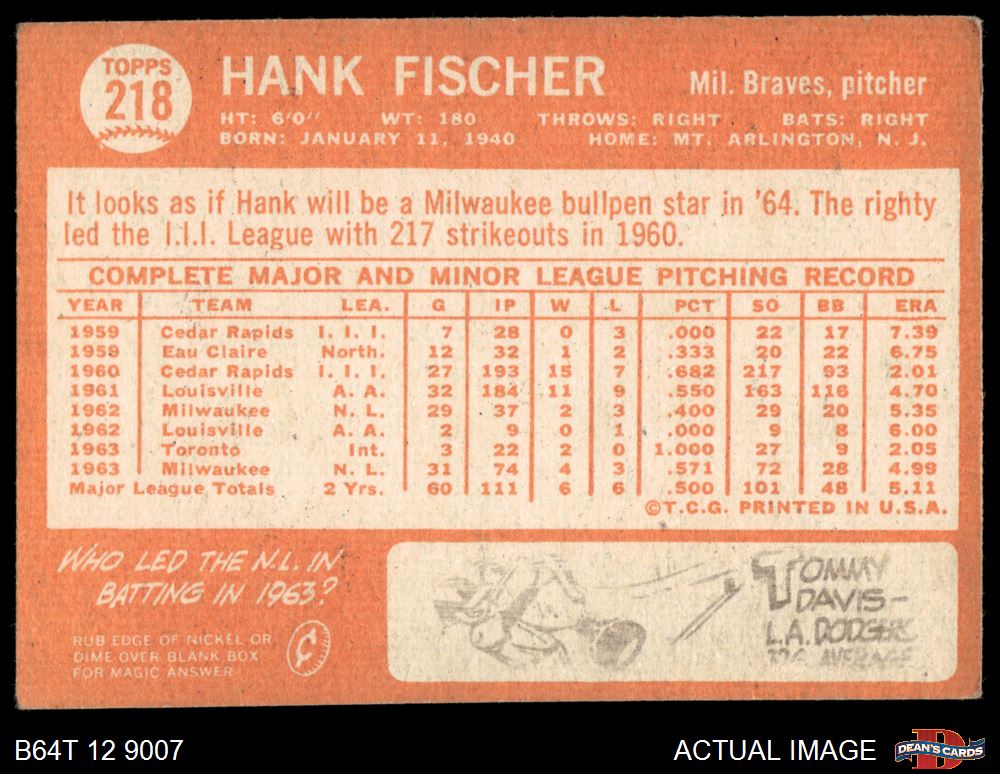 TOPPS
218
HANK FISCHER
Mil. Braves, pitcher
HT: 6'0" WT: 180 THROWS: RIGHT BATS: RIGHT
BORN: JANUARY 11, 1940 HOME: MT. ARLINGTON, N. J.
It looks as if Hank will be a Milwaukee bullpen star in '64. The righty
led the I.I.I. League with 217 strikeouts in 1960.
COMPLETE MAJOR AND MINOR LEAGUE PITCHING RECORD
YEAR TEAM LEA. G IP W L PCT SO BB ERA
1959 Cedar Rapids I. I. I. 7 28 0 3 .000 22 17 7.39
1959 Eau Claire North. 12 32 1 2 .333 20 22 6.75
1960 Cedar Rapids I. I. I. 27 193 15 7 .682 217 93 2.01
1961 Louisville A. A. 32 184 11 9 .550 163 116 4.70
1962 Milwaukee N. L. 29 37 2 3 .400 29 20 5.35
1962 Louisville A. A. 2 9 0 1 .000 9 8 6.00
1963 Toronto Int. 3 22 2 0 1.000 27 9 2.05
1963 Milwaukee N. L. 31 74 4 3 .571 72 28 4.99
Major League Totals 2 Yrs. 60 111 6 6 .500 101 48 5.11
©T.C.G. PRINTED IN U.S.A.
WHO LED THE N.L. IN
BATTING IN 1963?
RUB EDGE OF NICKEL OR
DIME OVER BLANK BOX
FOR MAGIC ANSWER
TOMMY
DAVIS-
L.A. DODGERS
.326 AVERAGE
B64T 12 9007
ACTUAL IMAGE
DEAN'S CARDS